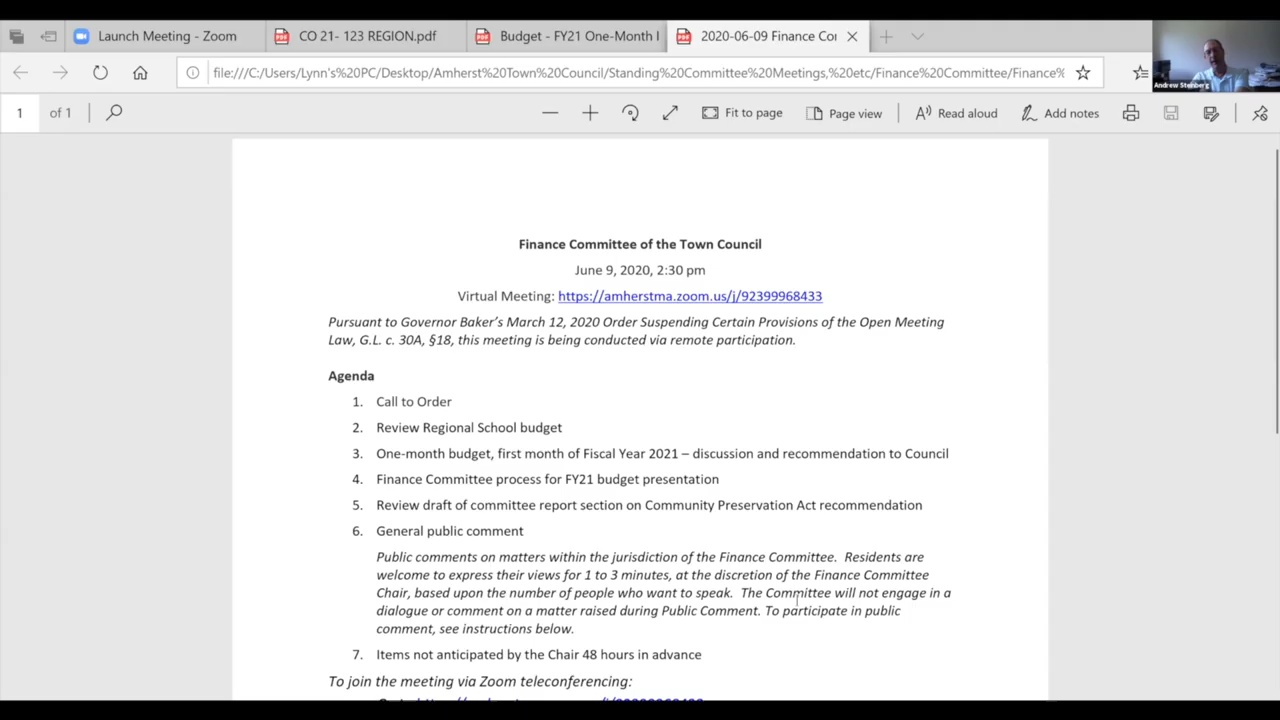 Launch Meeting - Zoom
CO 21- 123 REGION.pdf
Budget - FY21 One-Month
2020-06-09 Finance Co
file:///C:/Users/Lynn's%20PC/Desktop/Amherst%20Town%20Council/Standing%20Committee%20Meetings,%20etc/Finance%20Committee/Finance%
Andrew Steinberg
1 of 1
Fit to page
Page view
Read aloud
Add notes
Finance Committee of the Town Council
June 9, 2020, 2:30 pm
Virtual Meeting: https://amherstma.zoom.us/j/92399968433
Pursuant to Governor Baker's March 12, 2020 Order Suspending Certain Provisions of the Open Meeting
Law, G.L. c. 30A, §18, this meeting is being conducted via remote participation.
Agenda
1. Call to Order
2. Review Regional School budget
3. One-month budget, first month of Fiscal Year 2021 – discussion and recommendation to Council
4. Finance Committee process for FY21 budget presentation
5. Review draft of committee report section on Community Preservation Act recommendation
6. General public comment
Public comments on matters within the jurisdiction of the Finance Committee. Residents are
welcome to express their views for 1 to 3 minutes, at the discretion of the Finance Committee
Chair, based upon the number of people who want to speak. The Committee will not engage in a
dialogue or comment on a matter raised during Public Comment. To participate in public
comment, see instructions below.
7. Items not anticipated by the Chair 48 hours in advance
To join the meeting via Zoom teleconferencing: